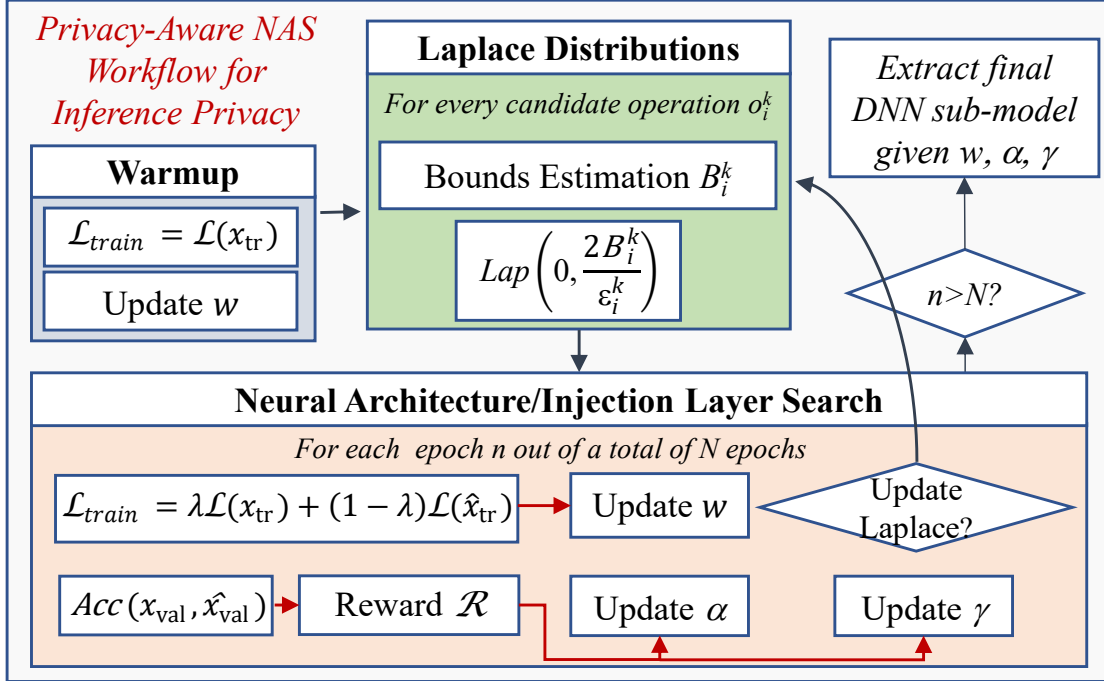 Privacy-Aware NAS
Workflow for
Inference Privacy
Warmup
ℒ_train = ℒ(x_tr)
Update w
Laplace Distributions
For every candidate operation o_i^k
Bounds Estimation B_i^k
Lap(0, 2B_i^k / ε_i^k)
Extract final
DNN sub-model
given w, α, γ
n>N?
Neural Architecture/Injection Layer Search
For each epoch n out of a total of N epochs
ℒ_train = λℒ(x_tr) + (1 − λ)ℒ(x̂_tr)
Update w
Update
Laplace?
Acc(x_val, x̂_val)
Reward ℛ
Update α
Update γ